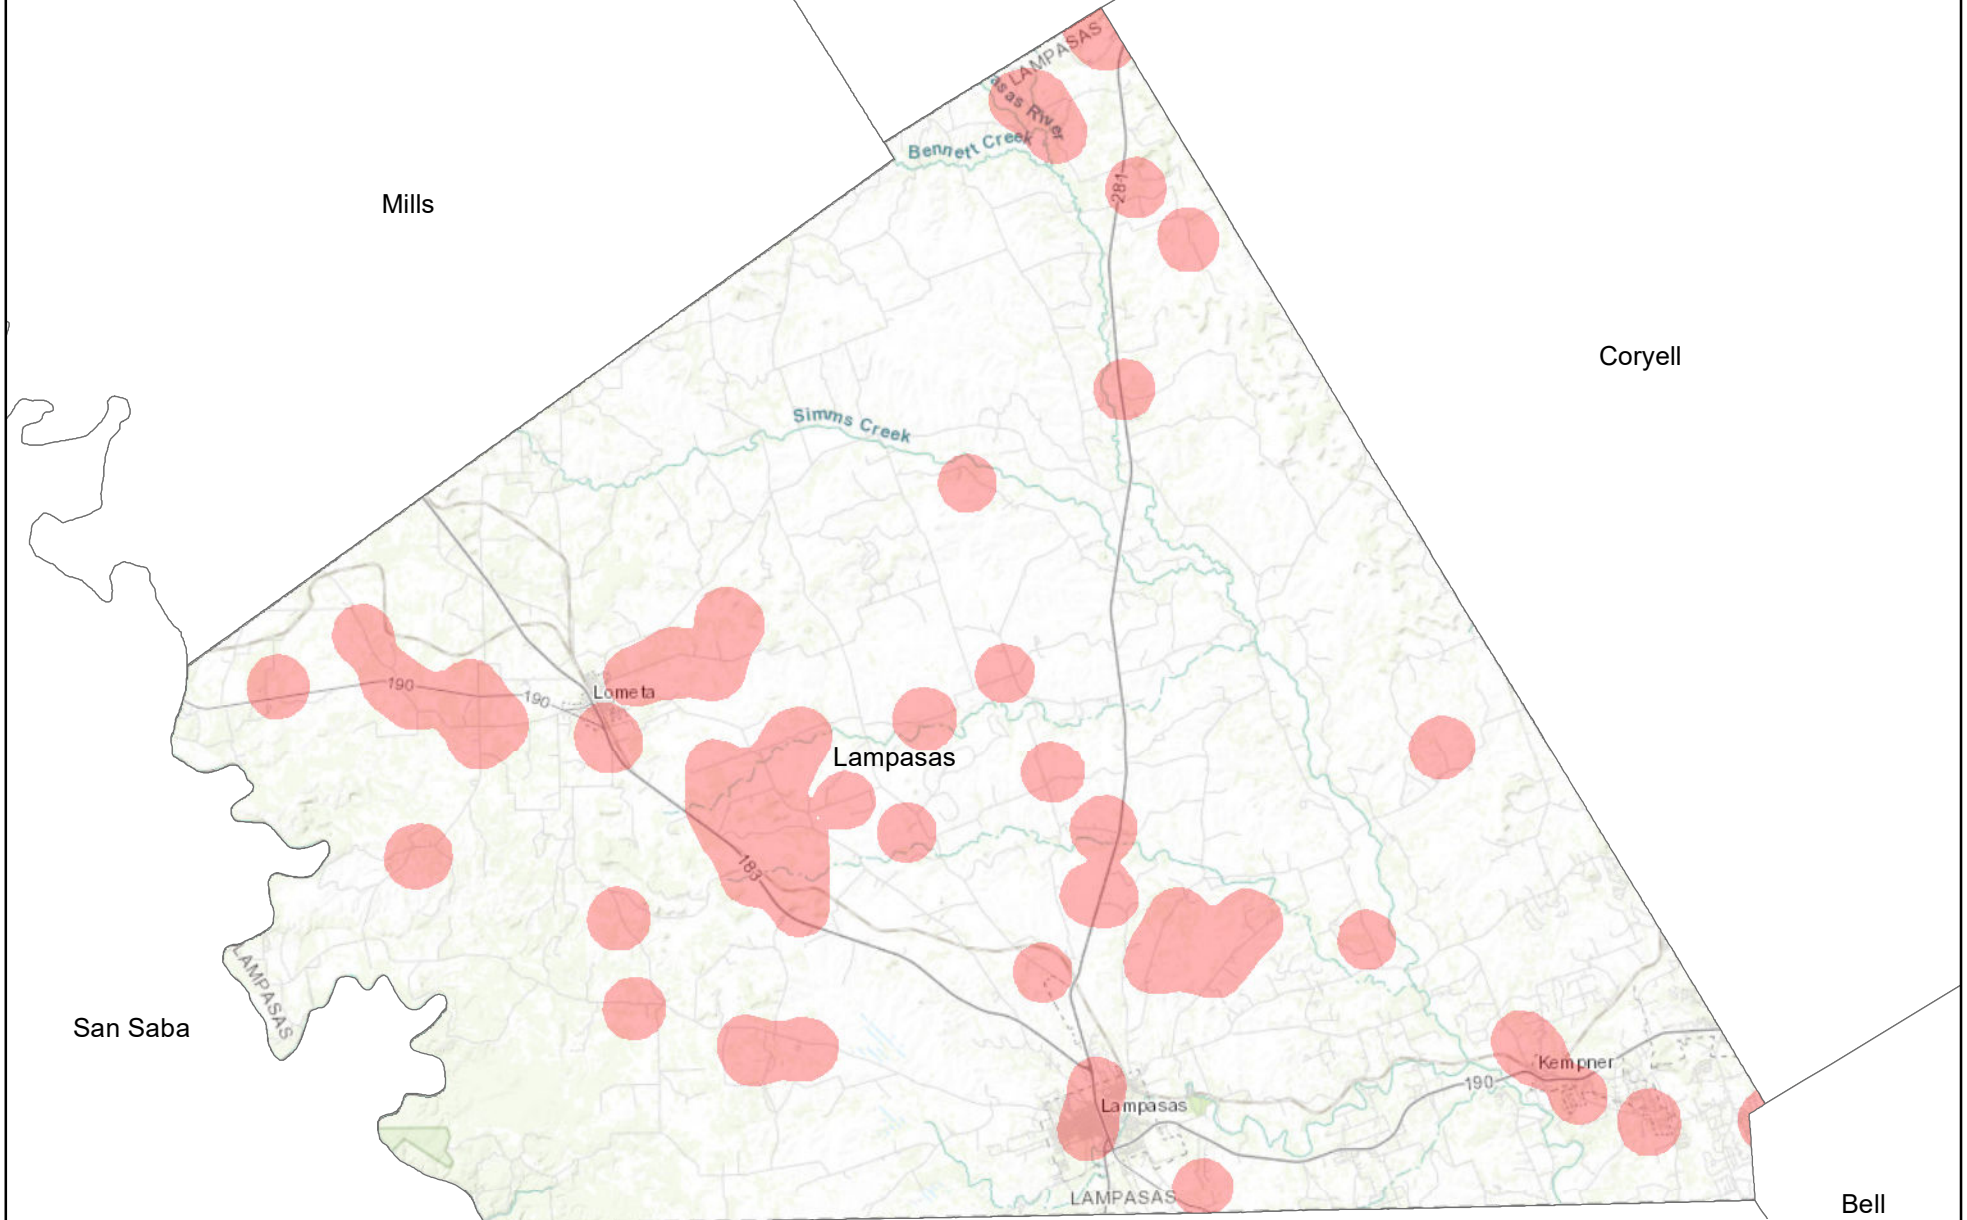 LAMPASAS
asas River
Bennett Creek
281
Mills
Coryell
Simms Creek
190
190
Lometa
Lampasas
183
LAMPASAS
San Saba
Kempner
190
Lampasas
LAMPASAS
Bell